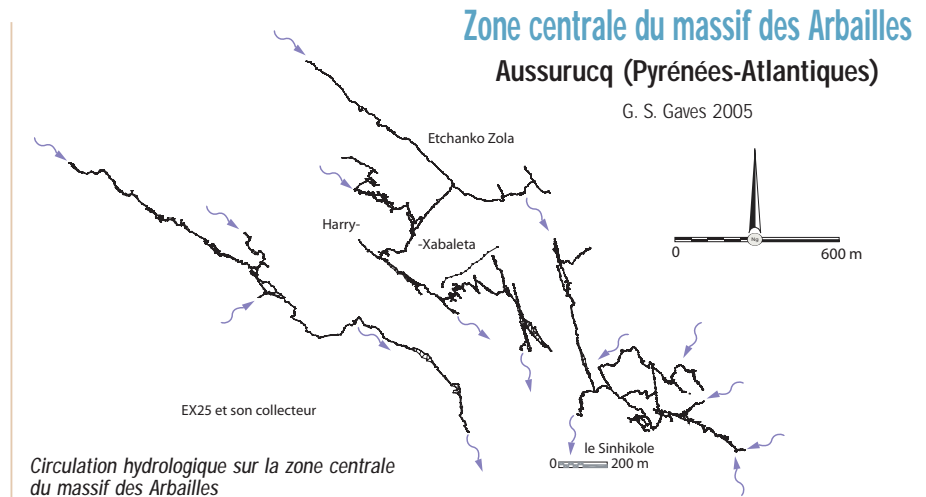 Zone centrale du massif des Arbailles
Aussurucq (Pyrénées-Atlantiques)
G. S. Gaves 2005
Etchanko Zola
Harry-
-Xabaleta
Ng
0
600 m
EX25 et son collecteur
le Sinhikole
0
200 m
Circulation hydrologique sur la zone centrale
du massif des Arbailles